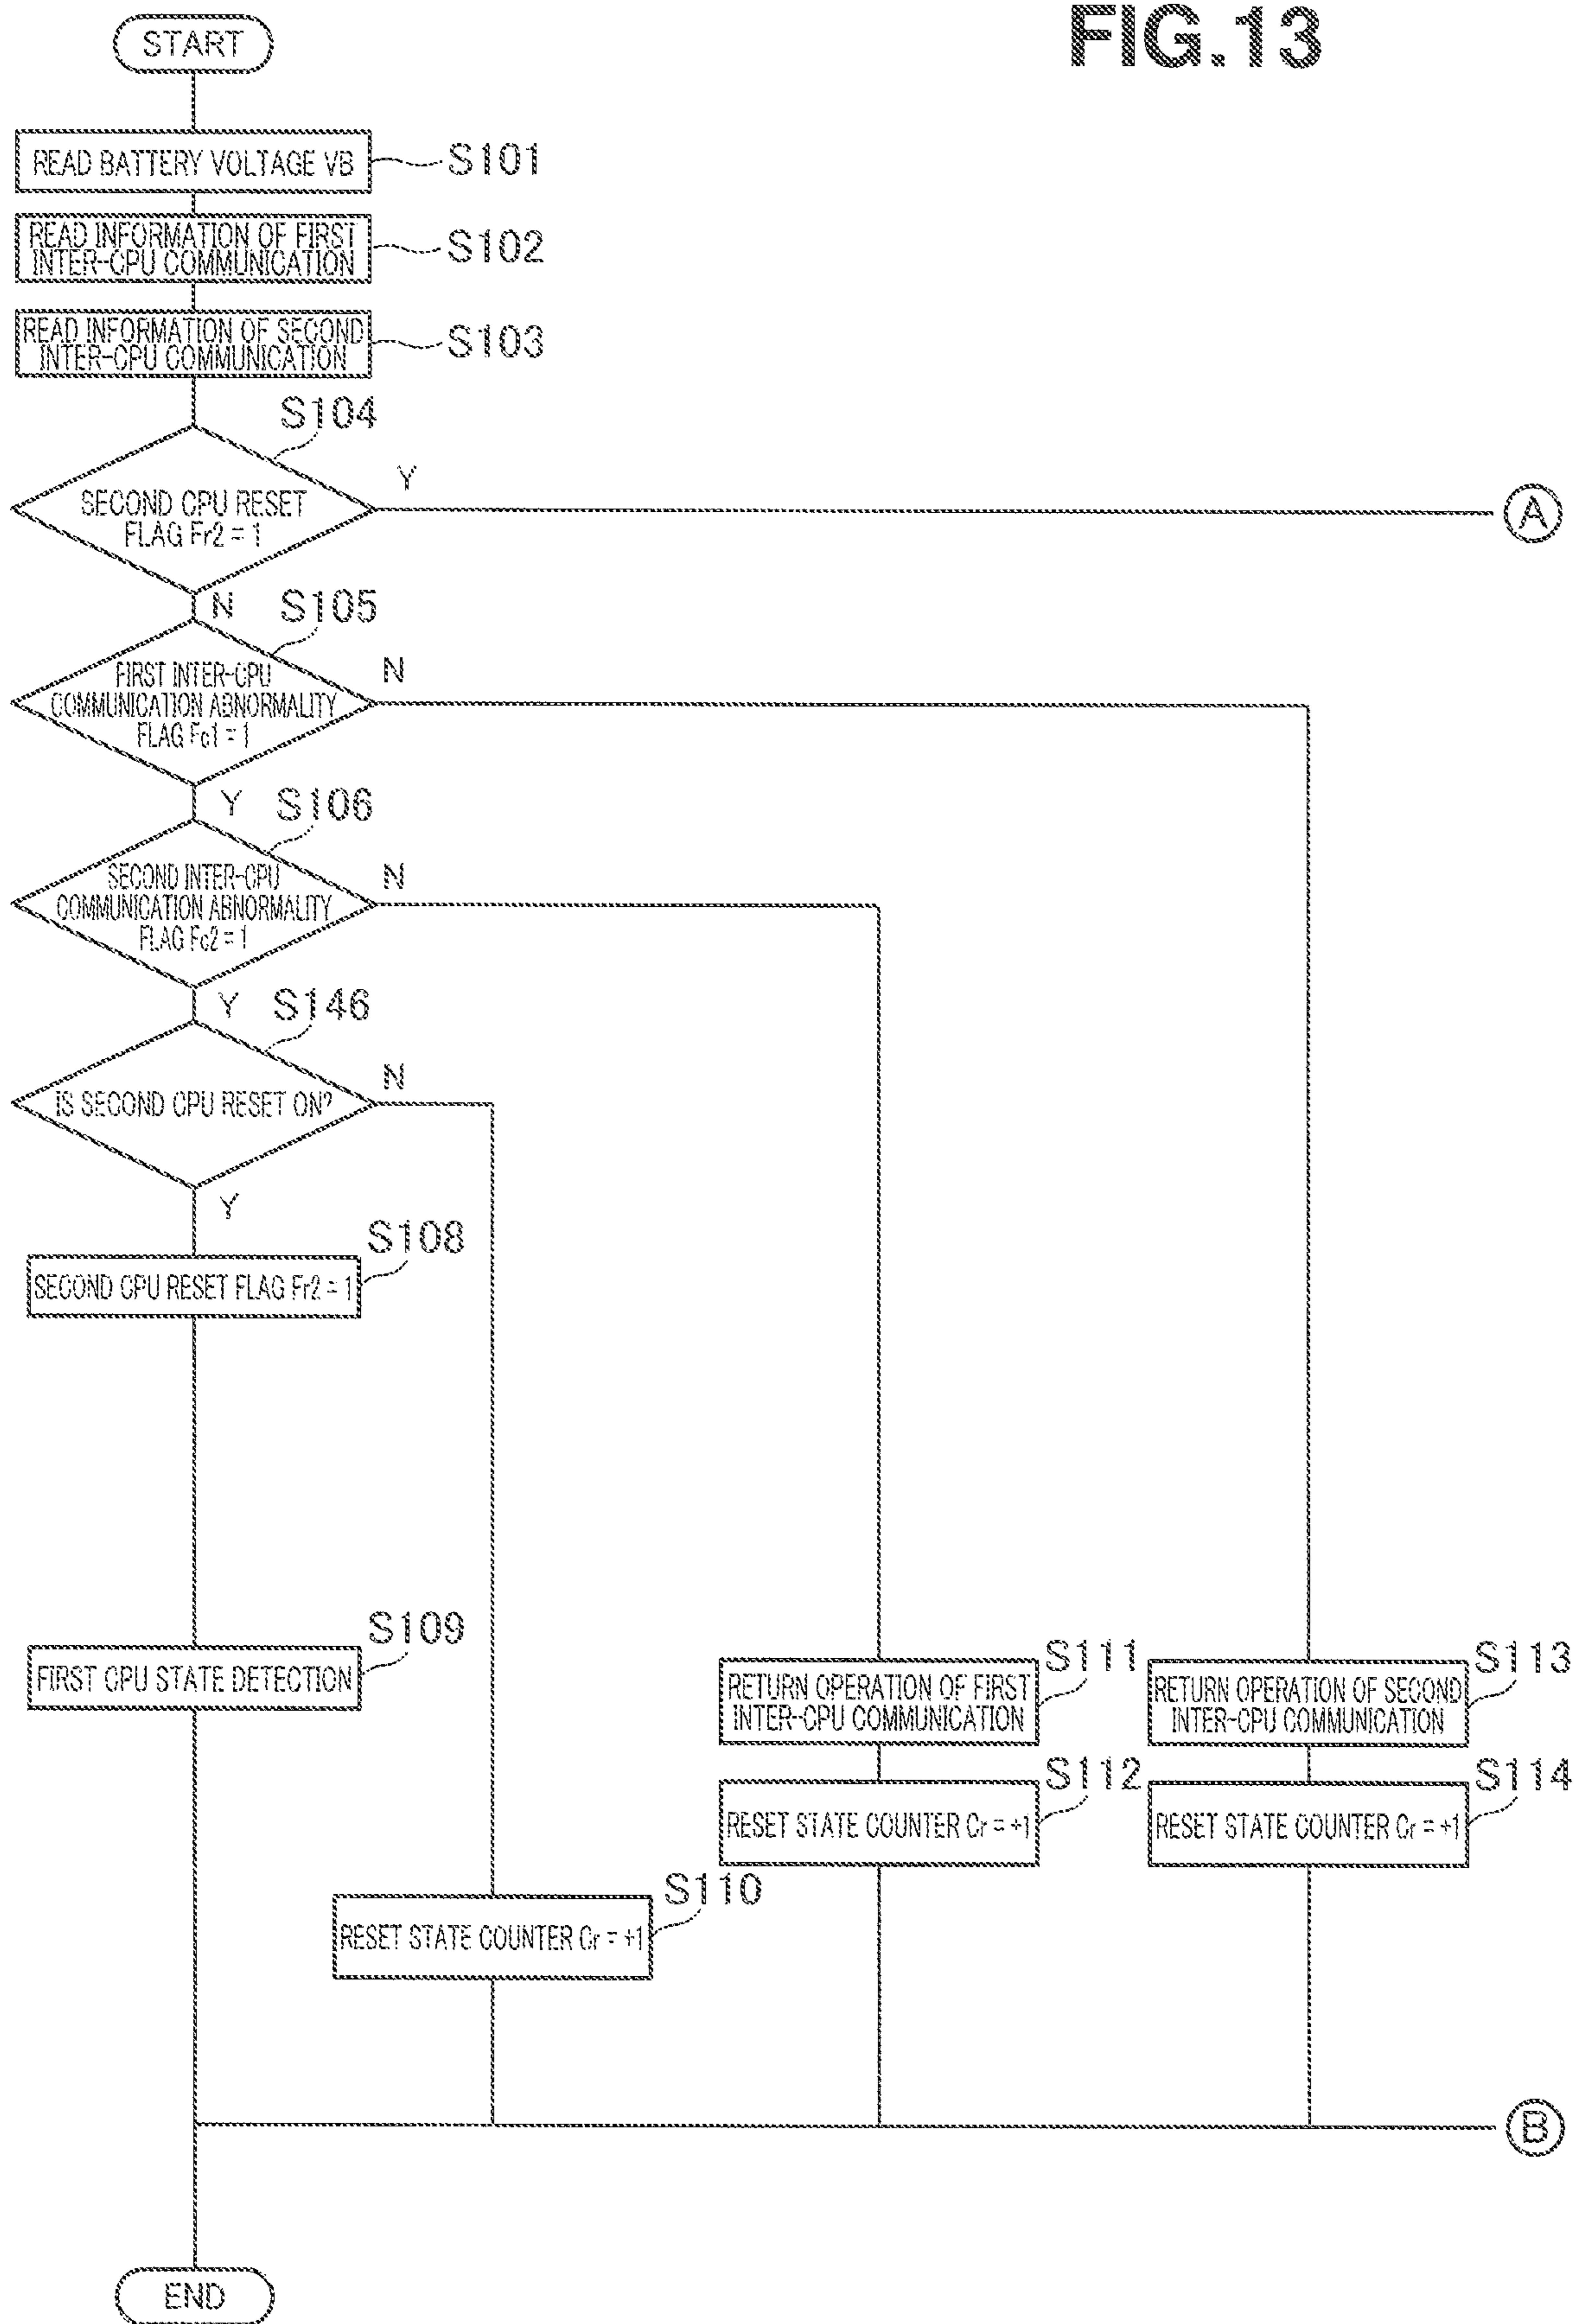 FIG.13
START
READ BATTERY VOLTAGE VB
S101
READ INFORMATION OF FIRST
INTER-CPU COMMUNICATION
S102
READ INFORMATION OF SECOND
INTER-CPU COMMUNICATION
S103
S104
SECOND CPU RESET
FLAG Fr2 = 1
Y
A
N
S105
FIRST INTER-CPU
COMMUNICATION ABNORMALITY
FLAG Fc1 = 1
N
Y
S106
SECOND INTER-CPU
COMMUNICATION ABNORMALITY
FLAG Fc2 = 1
N
Y
S146
IS SECOND CPU RESET ON?
N
Y
S108
SECOND CPU RESET FLAG Fr2 = 1
S109
FIRST CPU STATE DETECTION
S111
RETURN OPERATION OF FIRST
INTER-CPU COMMUNICATION
S113
RETURN OPERATION OF SECOND
INTER-CPU COMMUNICATION
S112
RESET STATE COUNTER Cr = +1
S114
RESET STATE COUNTER Cr = +1
S110
RESET STATE COUNTER Cr = +1
B
END